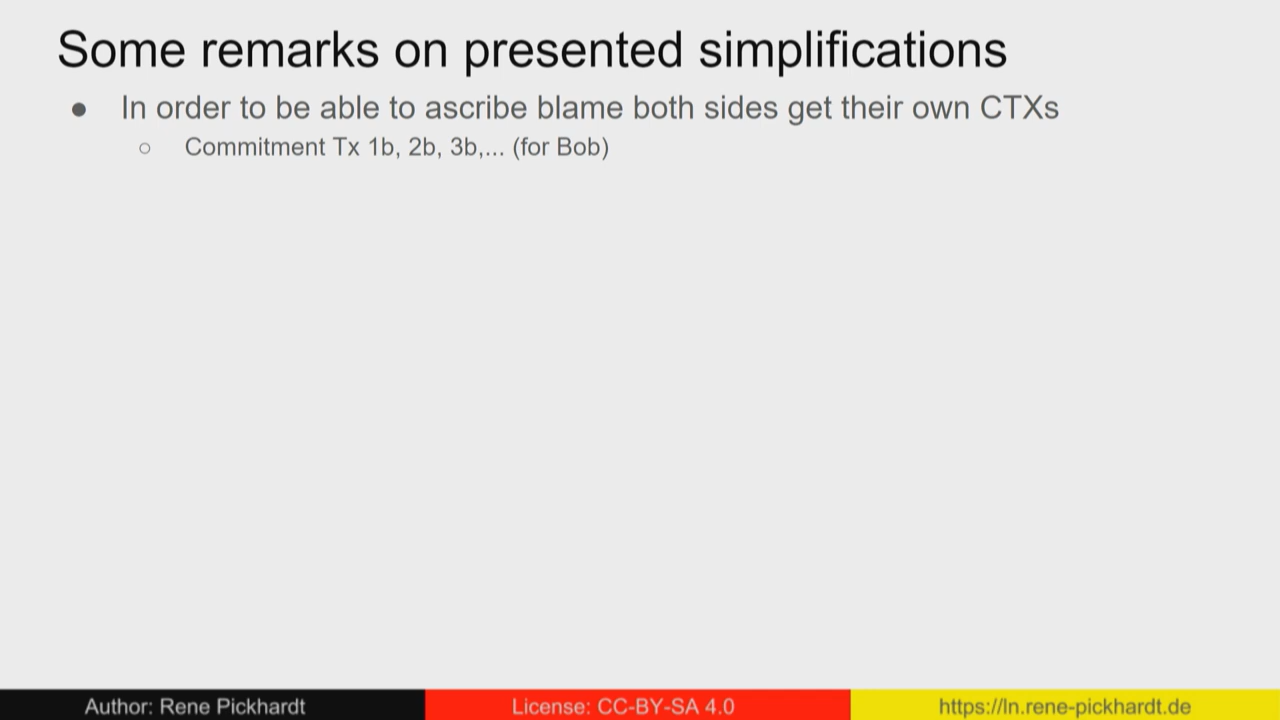 Some remarks on presented simplifications
● In order to be able to ascribe blame both sides get their own CTXs
○ Commitment Tx 1b, 2b, 3b,... (for Bob)
Author: Rene Pickhardt
License: CC-BY-SA 4.0
https://ln.rene-pickhardt.de